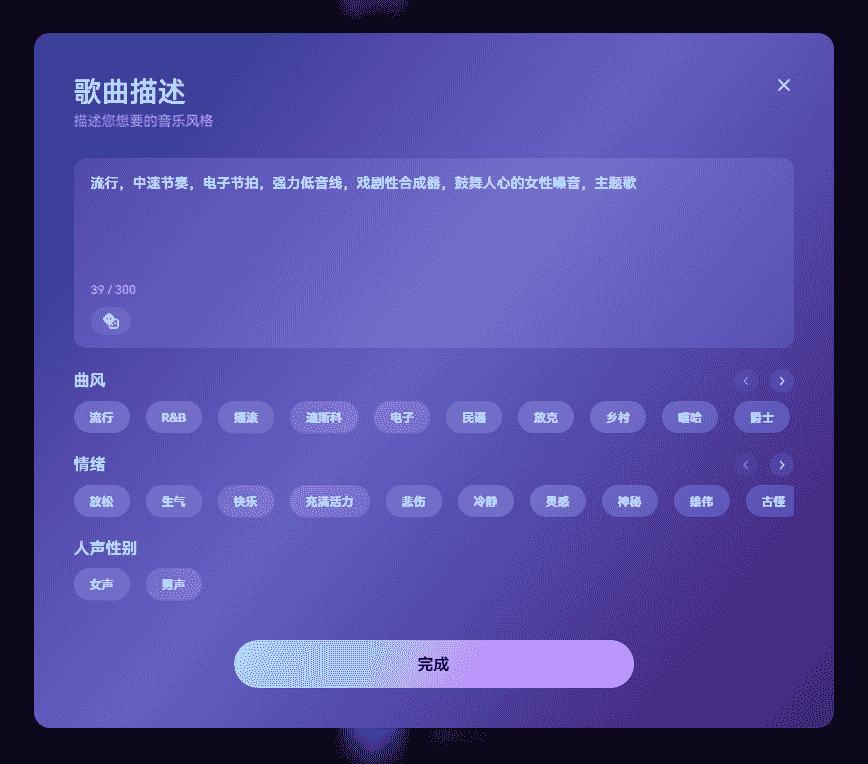 歌曲描述
描述您想要的音乐风格
流行，中速节奏，电子节拍，强力低音线，戏剧性合成器，鼓舞人心的女性嗓音，主题歌
39 / 300
曲风
流行 R&B 摇滚 迪斯科 电子 民谣 放克 乡村 嘻哈 爵士
情绪
放松 生气 快乐 充满活力 悲伤 冷静 灵感 神秘 雄伟 古怪
人声性别
女声 男声
完成